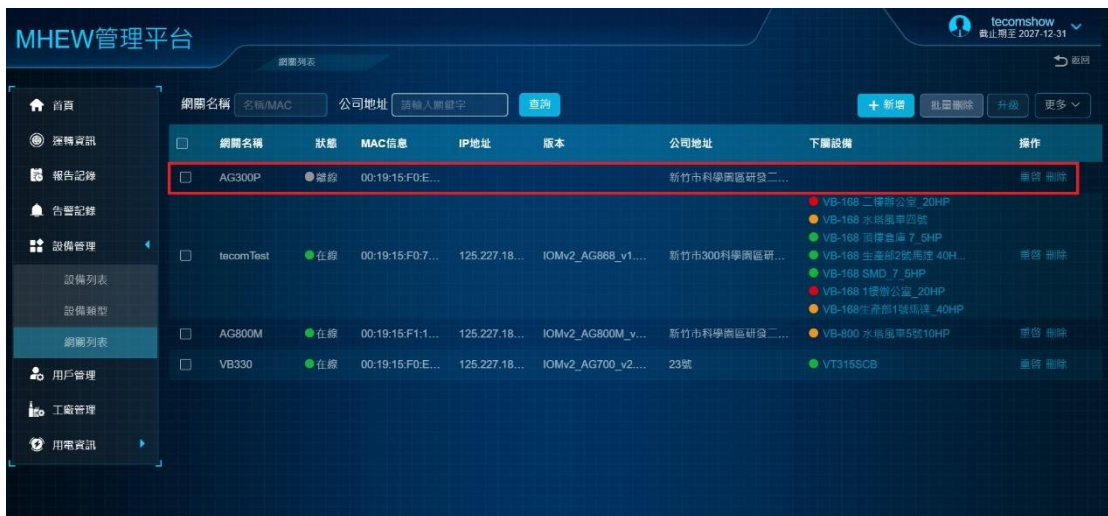 MHEW管理平台
tecomshow
截止期至 2027-12-31
網關列表
返回
首頁
運轉資訊
報告記錄
告警記錄
設備管理
設備列表
設備類型
網關列表
用戶管理
工廠管理
用電資訊
網關名稱 名稱/MAC 公司地址 請輸入關鍵字 查詢 新增 批量刪除 升級 更多
網關名稱 狀態 MAC信息 IP地址 版本 公司地址 下屬設備 操作
AG300P 離線 00:19:15:F0:E... 新竹市科學園區研發二... 重啓 刪除
VB-168 二樓辦公室_20HP
VB-168 水塔風車四號
VB-168 頂樓倉庫 7_5HP
tecomTest 在線 00:19:15:F0:7... 125.227.18... IOMv2_AG868_v1.... 新竹市300科學園區研... VB-168 生產部2號馬達 40H... 重啓 刪除
VB-168 SMD_7_5HP
VB-168 1樓辦公室_20HP
VB-168生產部1號馬達_40HP
AG800M 在線 00:19:15:F1:1... 125.227.18... IOMv2_AG800M_v... 新竹市科學園區研發二... VB-800 水塔風車5號10HP 重啓 刪除
VB330 在線 00:19:15:F0:E... 125.227.18... IOMv2_AG700_v2.... 23號 VT315SCB 重啓 刪除